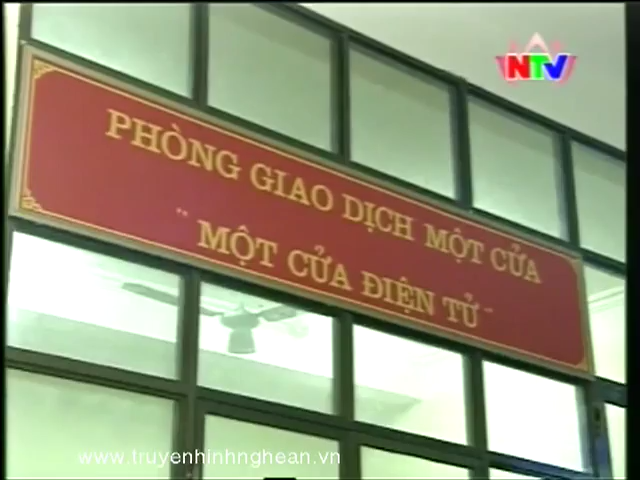 NTV
PHÒNG GIAO DỊCH MỘT CỬA
"MỘT CỬA ĐIỆN TỬ"
www.truyenhinhnghean.vn